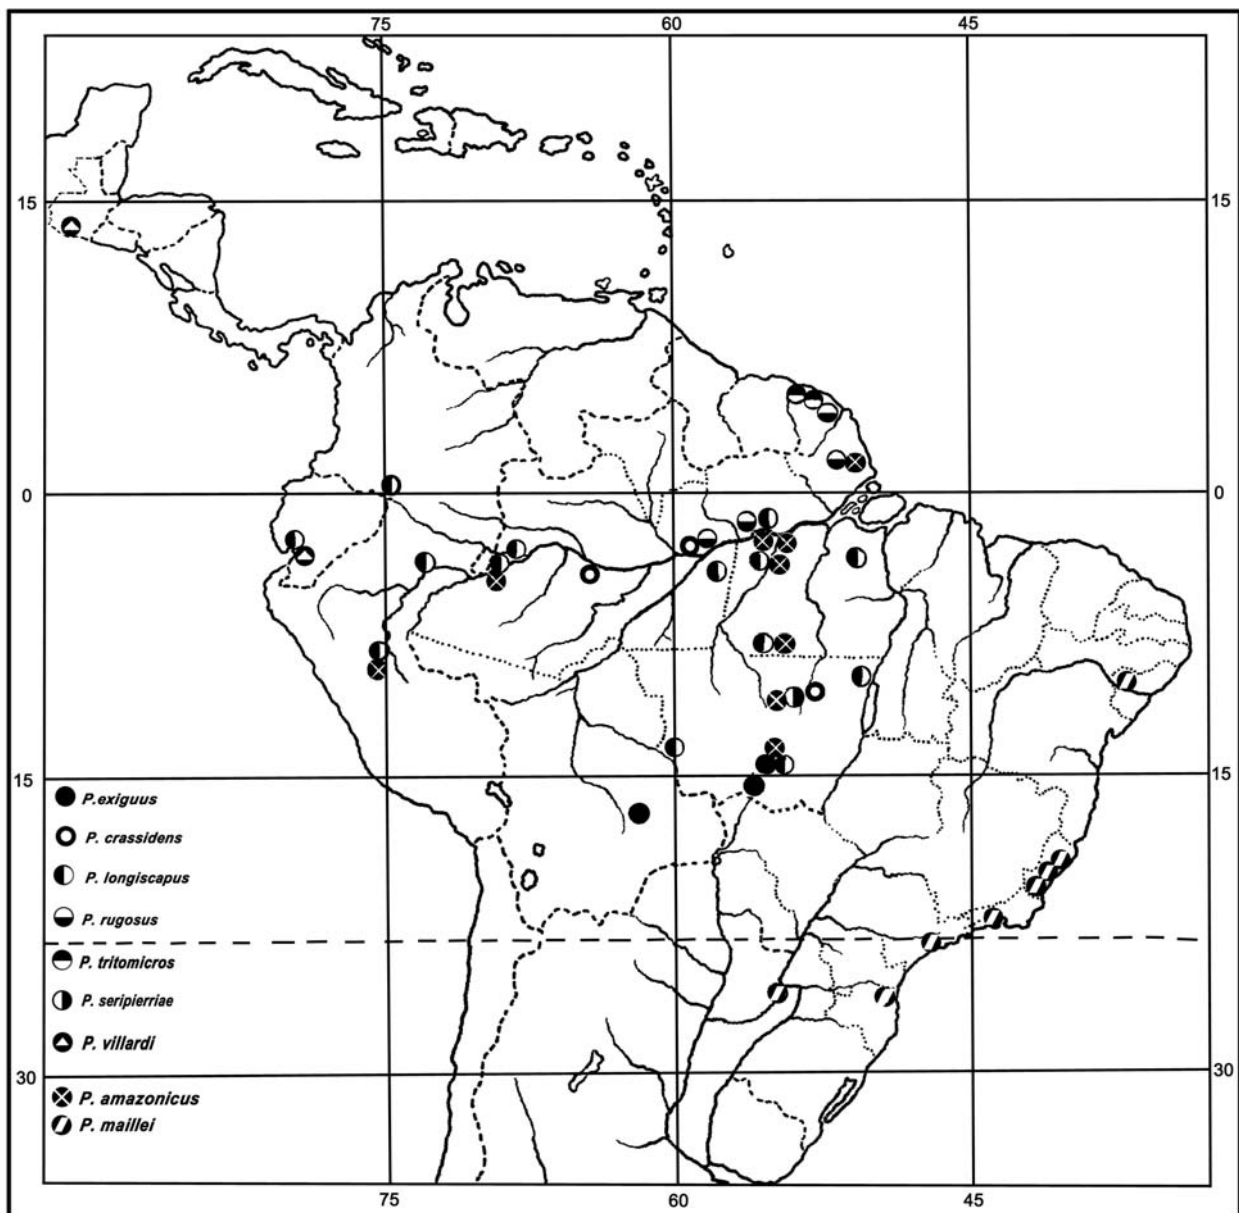 75 60 45
15 15
0 0
15 15
P.exiguus
P. crassidens
P. longiscapus
P. rugosus
P. tritomicros
P. seripierriae
P. villardi
30 30
P. amazonicus
P. maillei
75 60 45